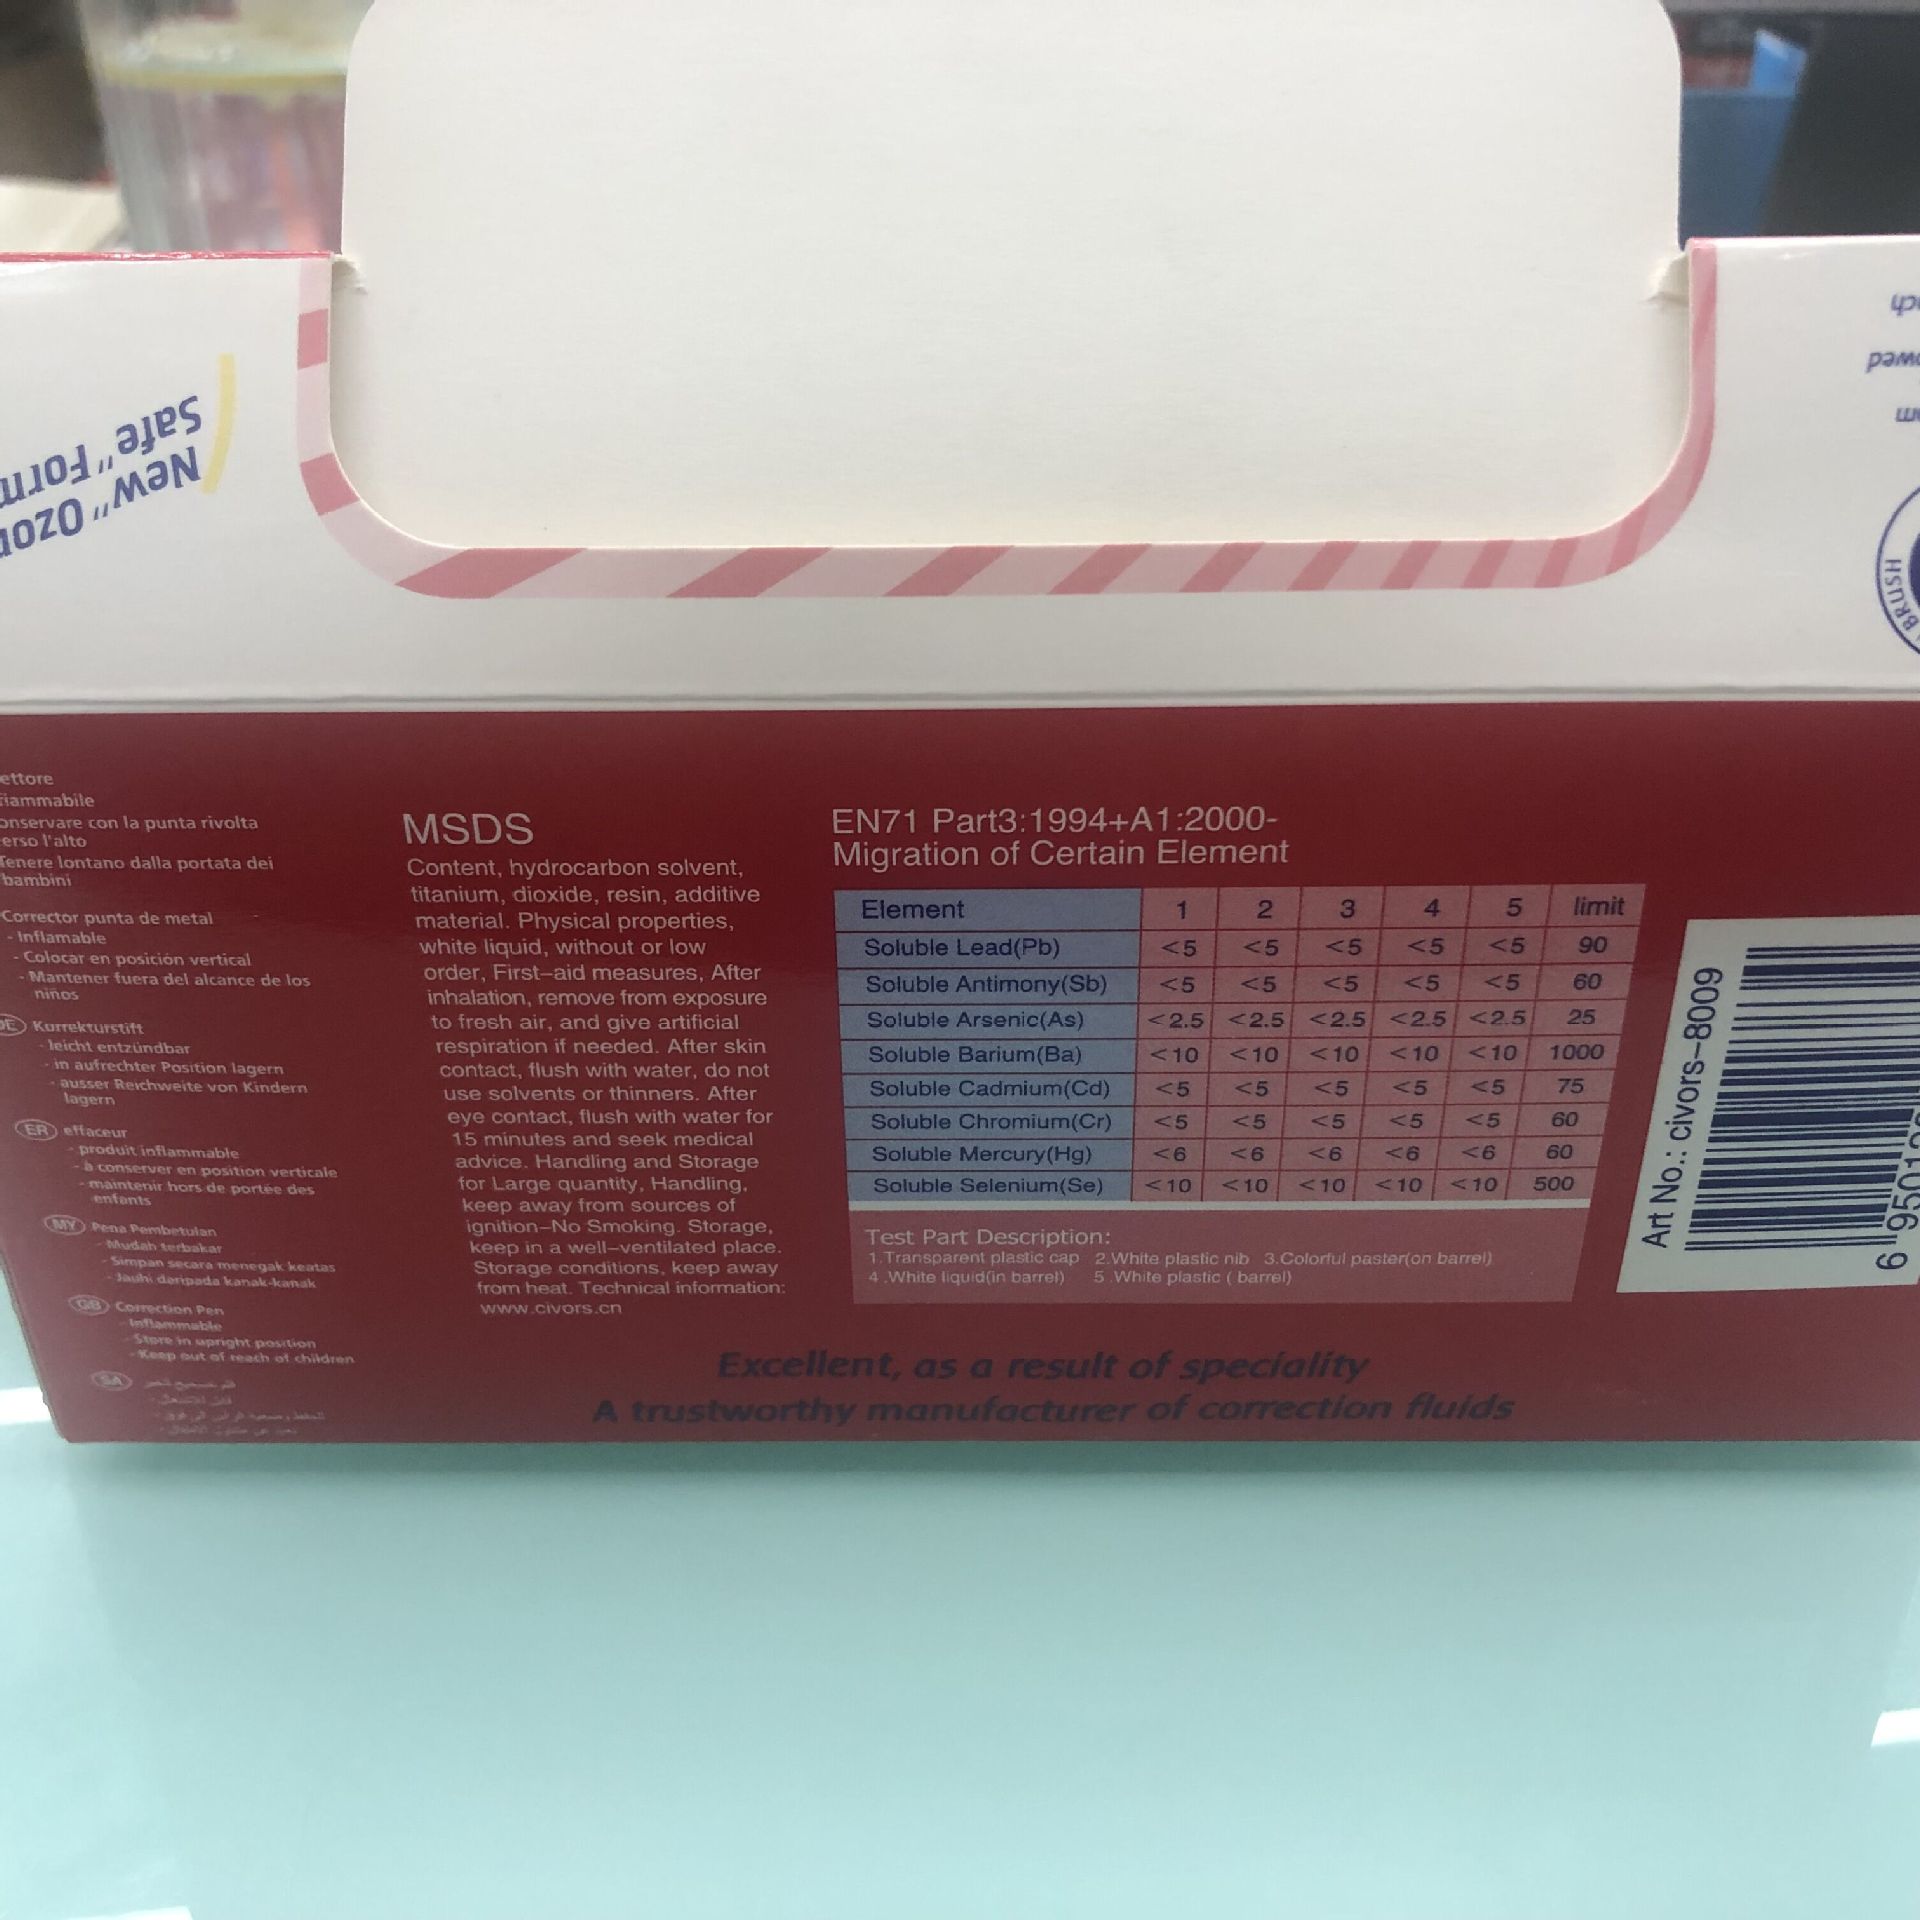 New "Ozon
Safe" Form
ch
owed
m
BRUSH
ettore
fiammabile
onservare con la punta rivolta
erso l'alto
Tenere lontano dalla portata dei
bambini
Corrector punta de metal
- Inflamable
- Colocar en posición vertical
- Mantener fuera del alcance de los
niños
DE Kurrekturstift
- leicht entzündbar
- in aufrechter Position lagern
- ausser Reichweite von Kindern
lagern
ER effaceur
- produit inflammable
- à conserver en position verticale
- maintenir hors de portée des
enfants
MY Pena Pembetulan
- Mudah terbakar
- Simpan secara menegak keatas
- Jauhi daripada kanak-kanak
GB Correction Pen
- Inflammable
- Store in upright position
- Keep out of reach of children
SA
MSDS
Content, hydrocarbon solvent,
titanium, dioxide, resin, additive
material. Physical properties,
white liquid, without or low
order, First-aid measures, After
inhalation, remove from exposure
to fresh air, and give artificial
respiration if needed. After skin
contact, flush with water, do not
use solvents or thinners. After
eye contact, flush with water for
15 minutes and seek medical
advice. Handling and Storage
for Large quantity, Handling,
keep away from sources of
ignition-No Smoking. Storage,
keep in a well-ventilated place.
Storage conditions, keep away
from heat. Technical information:
www.civors.cn
EN71 Part3:1994+A1:2000-
Migration of Certain Element
Element 1 2 3 4 5 limit
Soluble Lead(Pb) <5 <5 <5 <5 <5 90
Soluble Antimony(Sb) <5 <5 <5 <5 <5 60
Soluble Arsenic(As) <2.5 <2.5 <2.5 <2.5 <2.5 25
Soluble Barium(Ba) <10 <10 <10 <10 <10 1000
Soluble Cadmium(Cd) <5 <5 <5 <5 <5 75
Soluble Chromium(Cr) <5 <5 <5 <5 <5 60
Soluble Mercury(Hg) <6 <6 <6 <6 <6 60
Soluble Selenium(Se) <10 <10 <10 <10 <10 500
Test Part Description:
1.Transparent plastic cap 2.White plastic nib 3.Colorful paster(on barrel)
4 .White liquid(in barrel) 5 .White plastic ( barrel)
Art No.: civors-8009
6 9501
Excellent, as a result of speciality
A trustworthy manufacturer of correction fluids